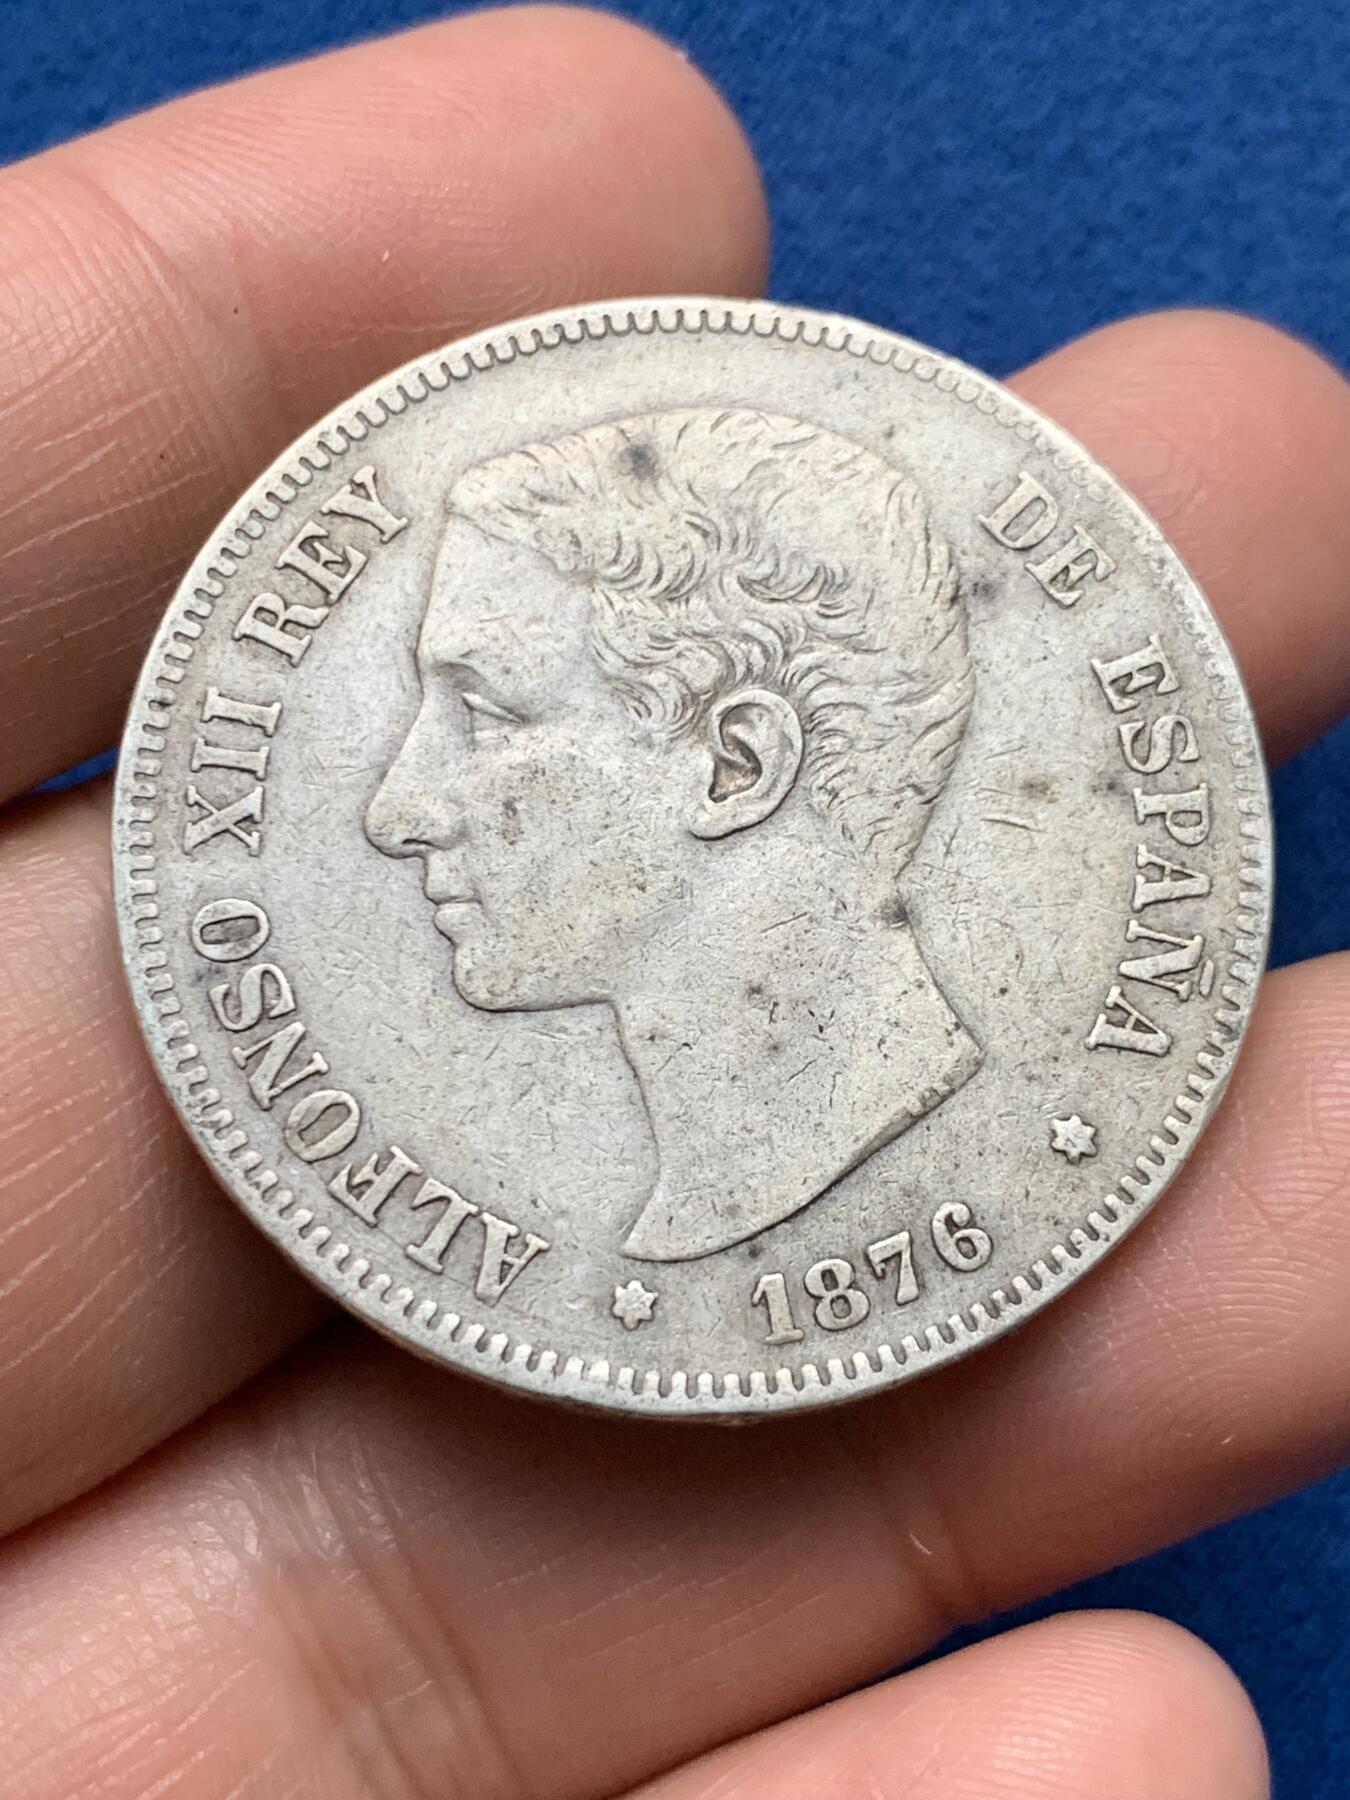 ALFONSO XII REY DE ESPAÑA
1876